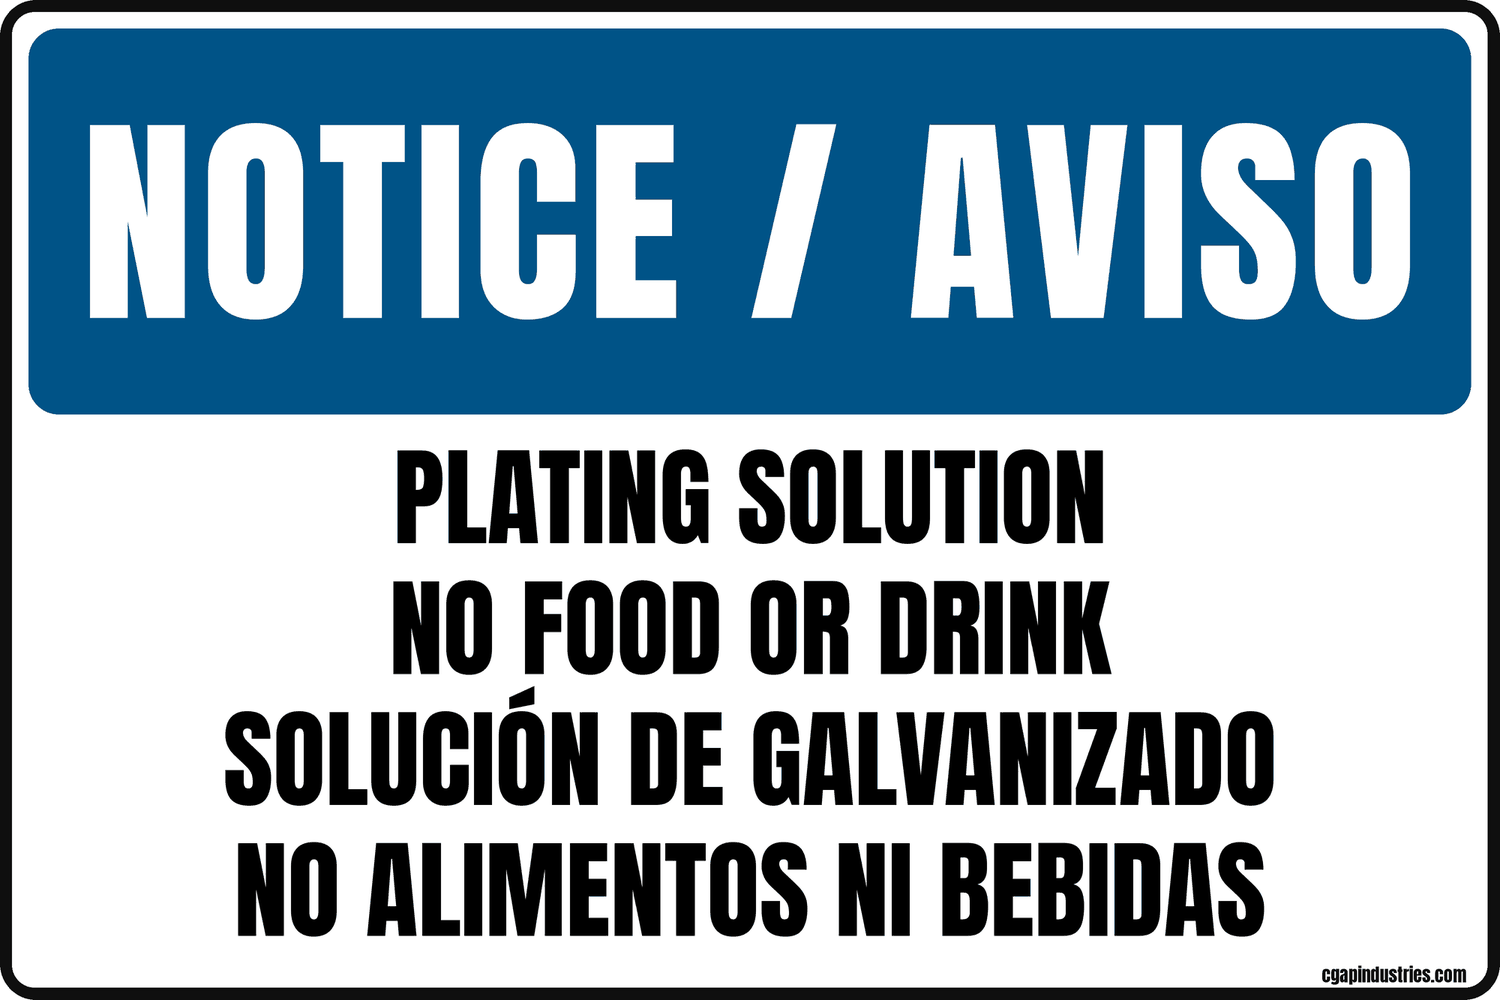 NOTICE / AVISO
PLATING SOLUTION
NO FOOD OR DRINK
SOLUCIÓN DE GALVANIZADO
NO ALIMENTOS NI BEBIDAS
cgapindustries.com